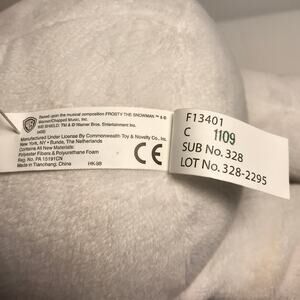 WB
Based upon the musical composition FROSTY THE SNOWMAN ™ & ©
Warner/Chappell Music, Inc.
WB SHIELD: TM & © Warner Bros. Entertainment Inc.
Manufactured Under License By Commonwealth Toy & Novelty Co., Inc.
New York, NY • Bunde, The Netherlands
Contains All New Materials:
Polyester Fibers & Polyurethane Foam
Reg. No. PA 15191CN
Made in Tianchang, China
HK-98
CE
F13401
C 1109
SUB No. 328
LOT No. 328-2295